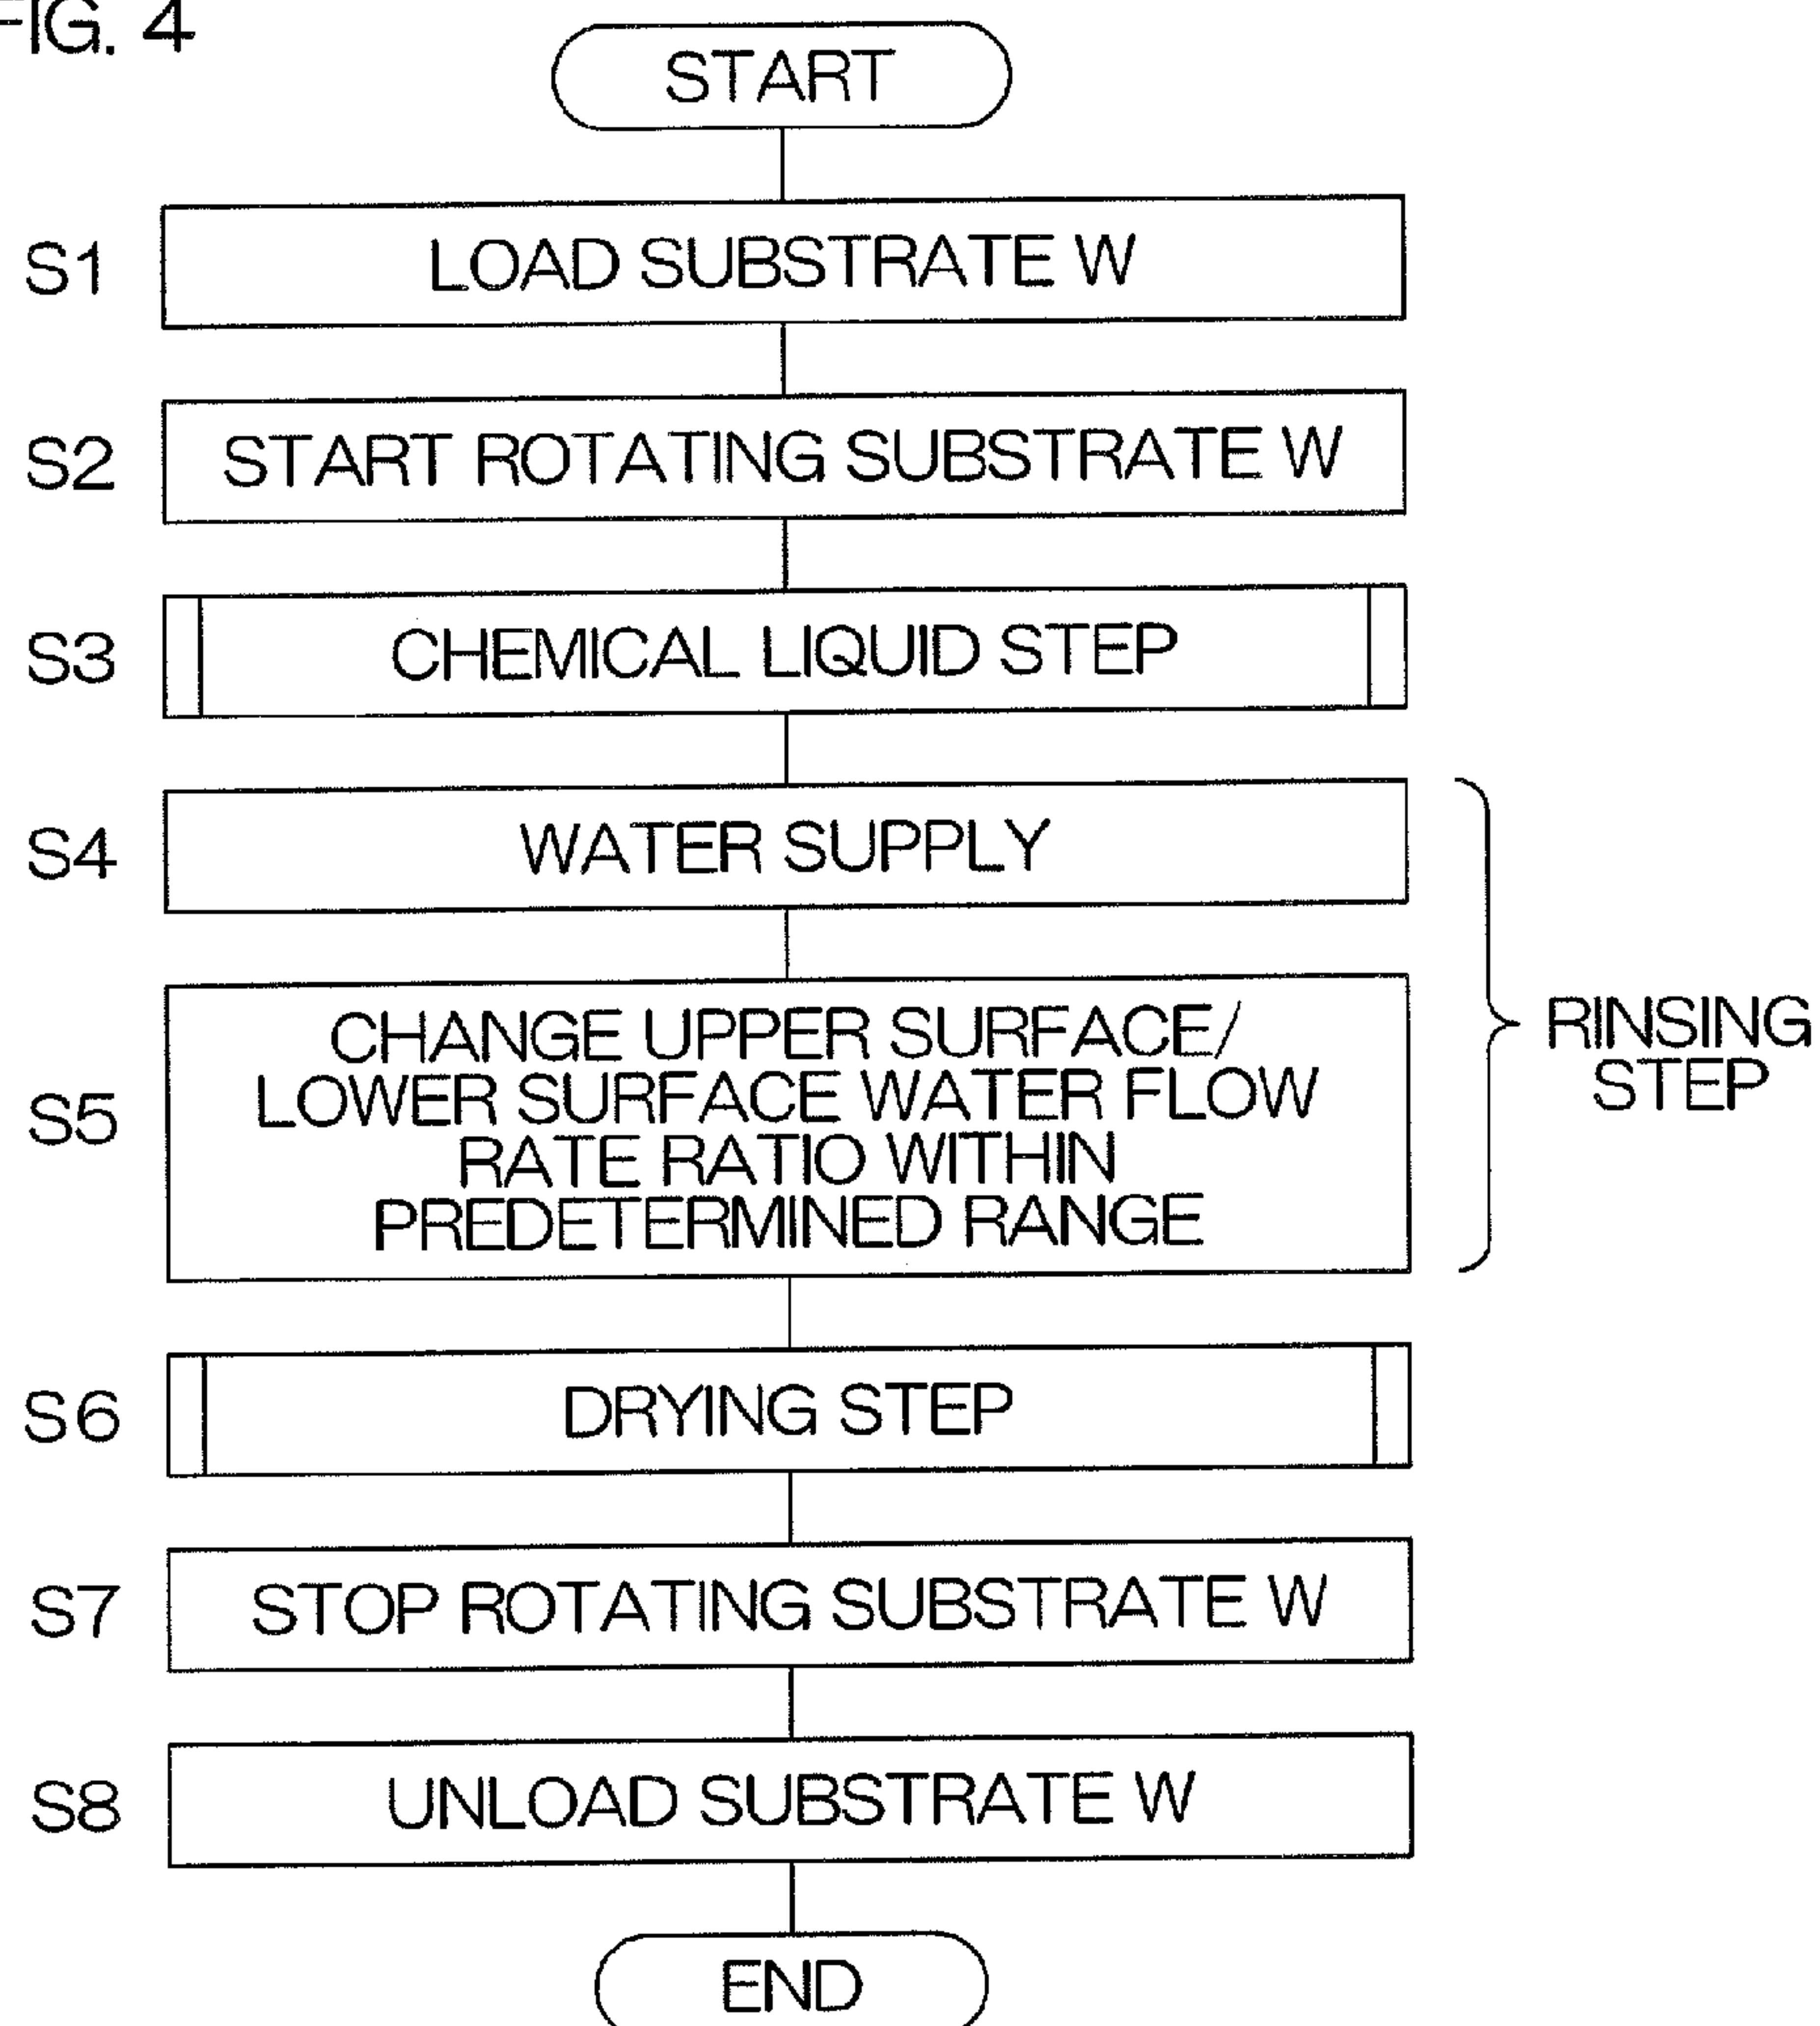 FIG. 4
START
S1
LOAD SUBSTRATE W
S2
START ROTATING SUBSTRATE W
S3
CHEMICAL LIQUID STEP
S4
WATER SUPPLY
S5
CHANGE UPPER SURFACE/
LOWER SURFACE WATER FLOW
RATE RATIO WITHIN
PREDETERMINED RANGE
RINSING
STEP
S6
DRYING STEP
S7
STOP ROTATING SUBSTRATE W
S8
UNLOAD SUBSTRATE W
END